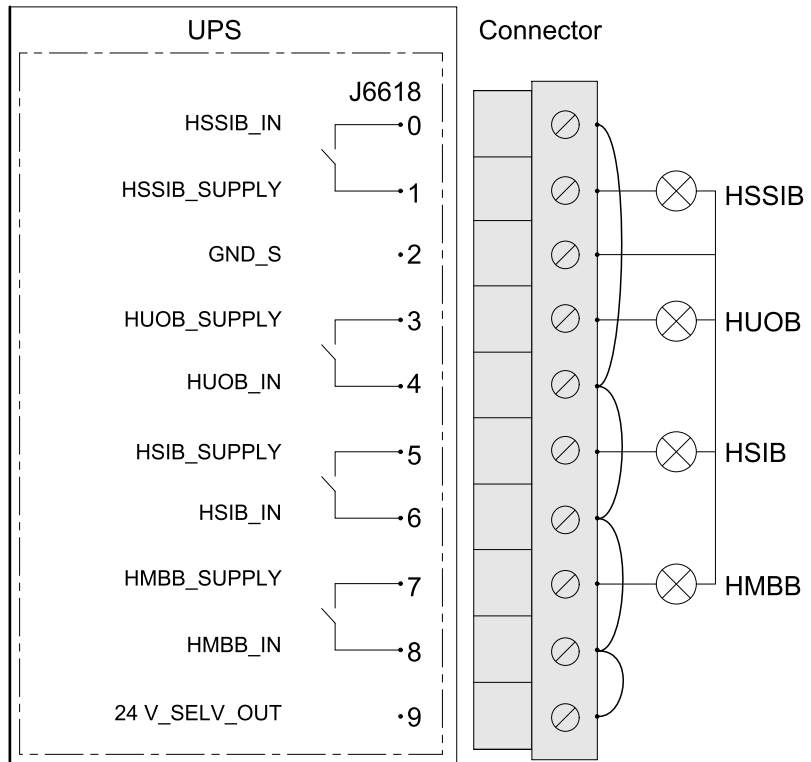 UPS Connector
J6618
HSSIB_IN 0
HSSIB_SUPPLY 1 HSSIB
GND_S 2
HUOB_SUPPLY 3 HUOB
HUOB_IN 4
HSIB_SUPPLY 5 HSIB
HSIB_IN 6
HMBB_SUPPLY 7 HMBB
HMBB_IN 8
24 V_SELV_OUT 9